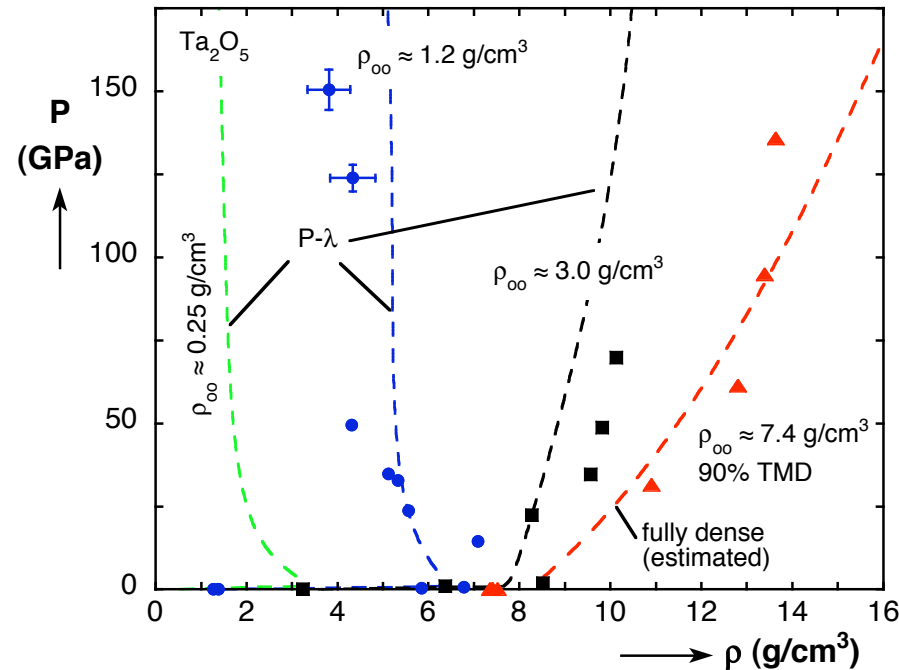 Ta₂O₅
ρₒₒ ≈ 1.2 g/cm³
P
(GPa)
150
100
50
0
P-λ
ρₒₒ ≈ 0.25 g/cm³
ρₒₒ ≈ 3.0 g/cm³
ρₒₒ ≈ 7.4 g/cm³
90% TMD
fully dense
(estimated)
0 2 4 6 8 10 12 14 16
ρ (g/cm³)